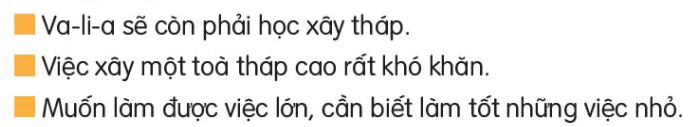 Va-li-a sẽ còn phải học xây tháp.
Việc xây một toà tháp cao rất khó khăn.
Muốn làm được việc lớn, cần biết làm tốt những việc nhỏ.